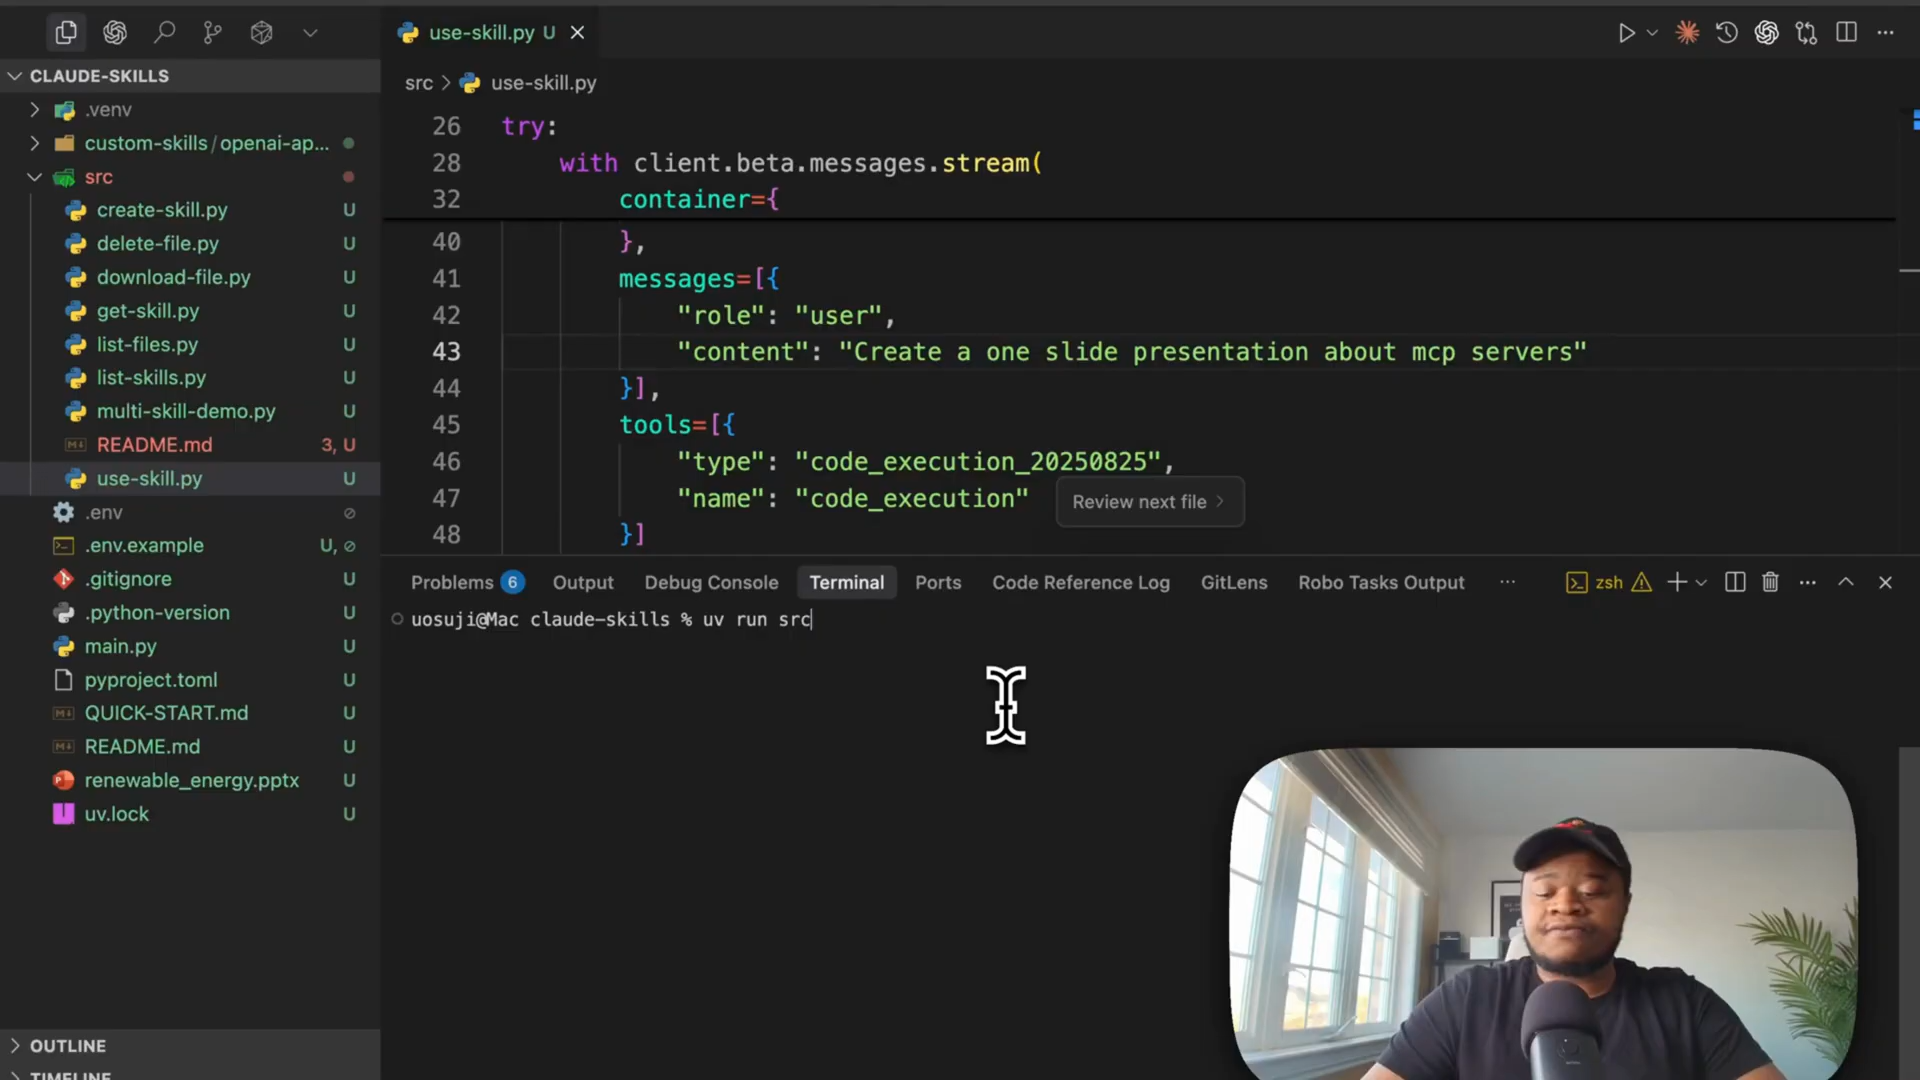 use-skill.py U
CLAUDE-SKILLS
.venv
custom-skills/openai-ap...
src
create-skill.py U
delete-file.py U
download-file.py U
get-skill.py U
list-files.py U
list-skills.py U
multi-skill-demo.py U
README.md 3, U
use-skill.py U
.env
.env.example U,
.gitignore U
.python-version U
main.py U
pyproject.toml U
QUICK-START.md U
README.md U
renewable_energy.pptx U
uv.lock U
OUTLINE
TIMELINE
src > use-skill.py
26 try:
28 with client.beta.messages.stream(
32 container={
40 },
41 messages=[{
42 "role": "user",
43 "content": "Create a one slide presentation about mcp servers"
44 }],
45 tools=[{
46 "type": "code_execution_20250825",
47 "name": "code_execution"
48 }]
Review next file
Problems 6 Output Debug Console Terminal Ports Code Reference Log GitLens Robo Tasks Output ... zsh
uosuji@Mac claude-skills % uv run src